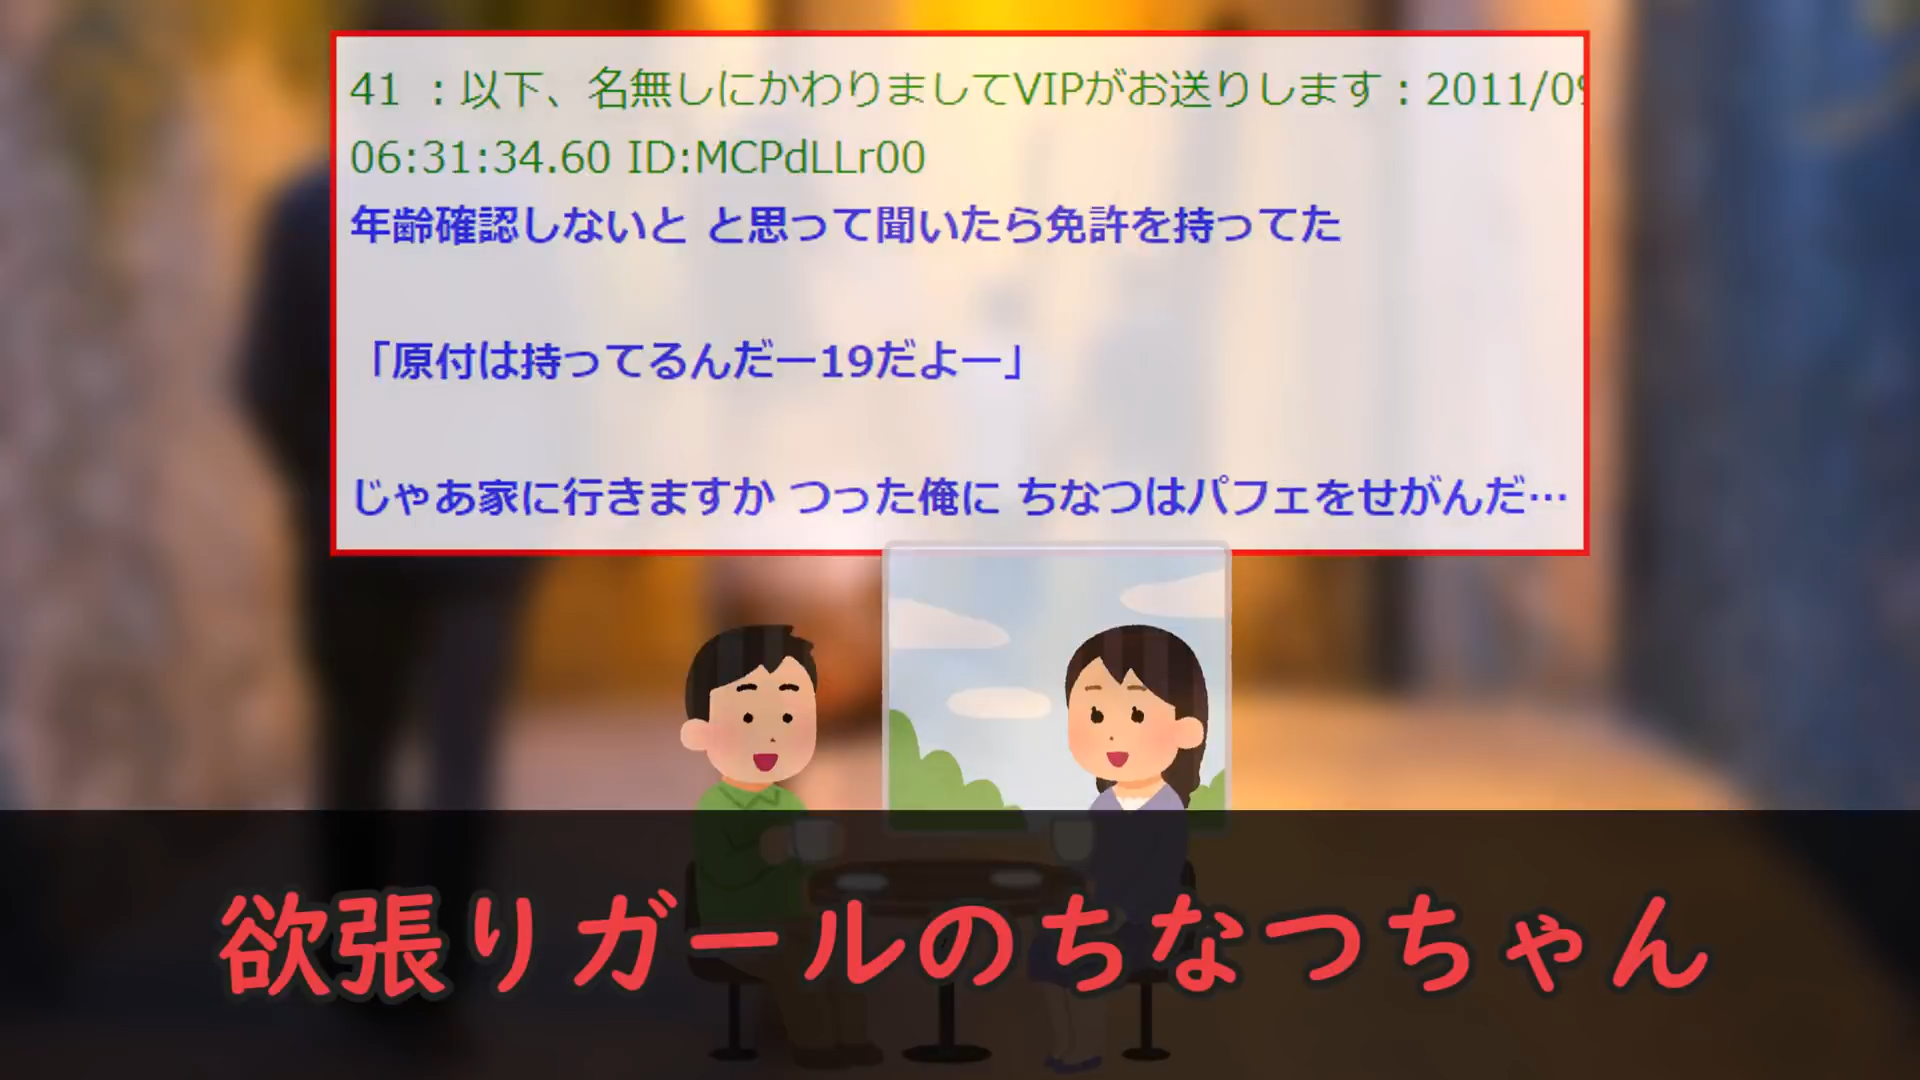 41 ：以下、名無しにかわりましてVIPがお送りします：2011/09
06:31:34.60 ID:MCPdLLr00
年齢確認しないと と思って聞いたら免許を持ってた
「原付は持ってるんだー19だよー」
じゃあ家に行きますか つった俺に ちなつはパフェをせがんだ…
欲張りガールのちなつちゃん